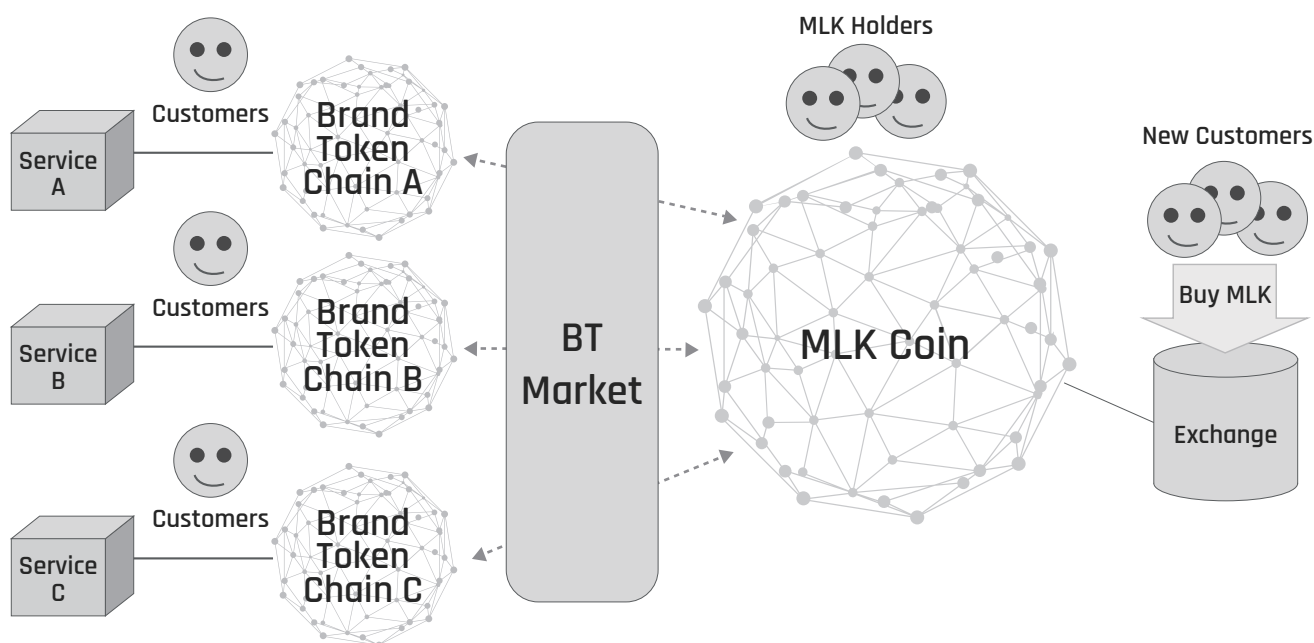 MLK Holders
Customers
Brand
Token
Chain A
Service
A
New Customers
Customers
Brand
Token
Chain B
Service
B
BT
Market
MLK Coin
Buy MLK
Exchange
Customers
Brand
Token
Chain C
Service
C